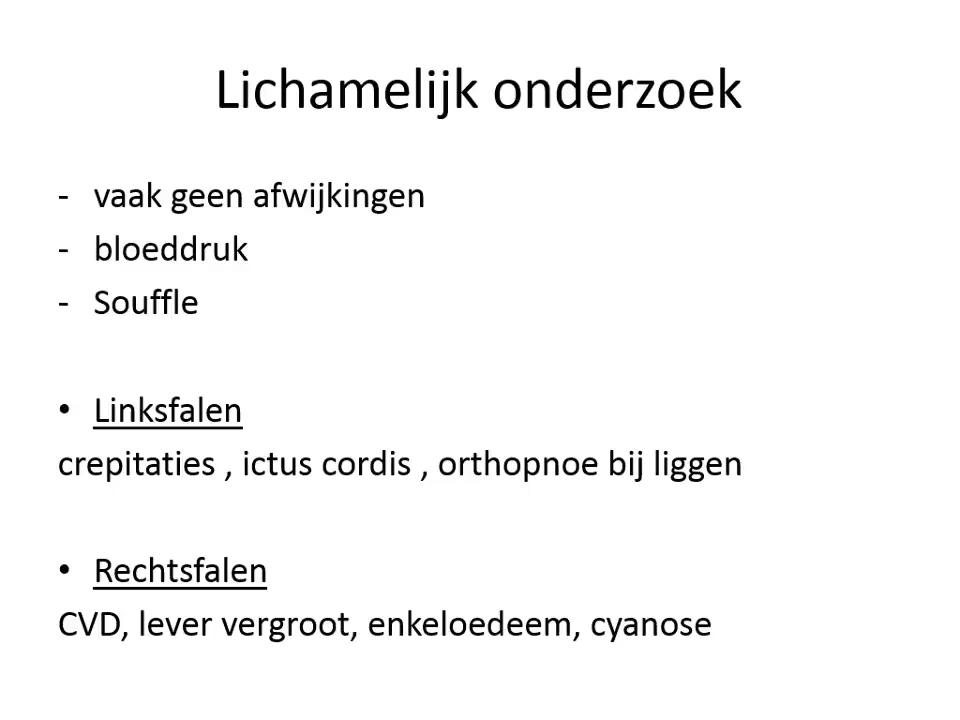 Lichamelijk onderzoek
- vaak geen afwijkingen
- bloeddruk
- Souffle
• Linksfalen
crepitaties , ictus cordis , orthopnoe bij liggen
• Rechtsfalen
CVD, lever vergroot, enkeloedeem, cyanose